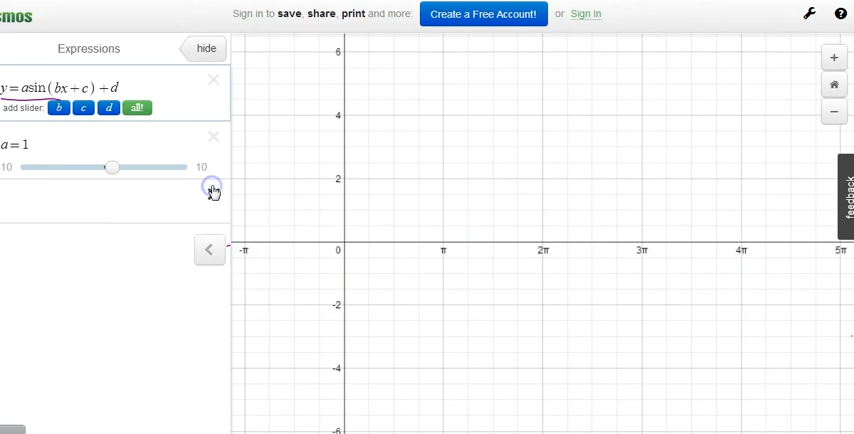 smos
Sign in to save, share, print and more: Create a Free Account! or Sign In
Expressions
hide
y=asin(bx+c)+d
add slider: b c d all!
a=1
10 10
6
4
2
-π 0 π 2π 3π 4π 5π
-2
-4
-6
feedback